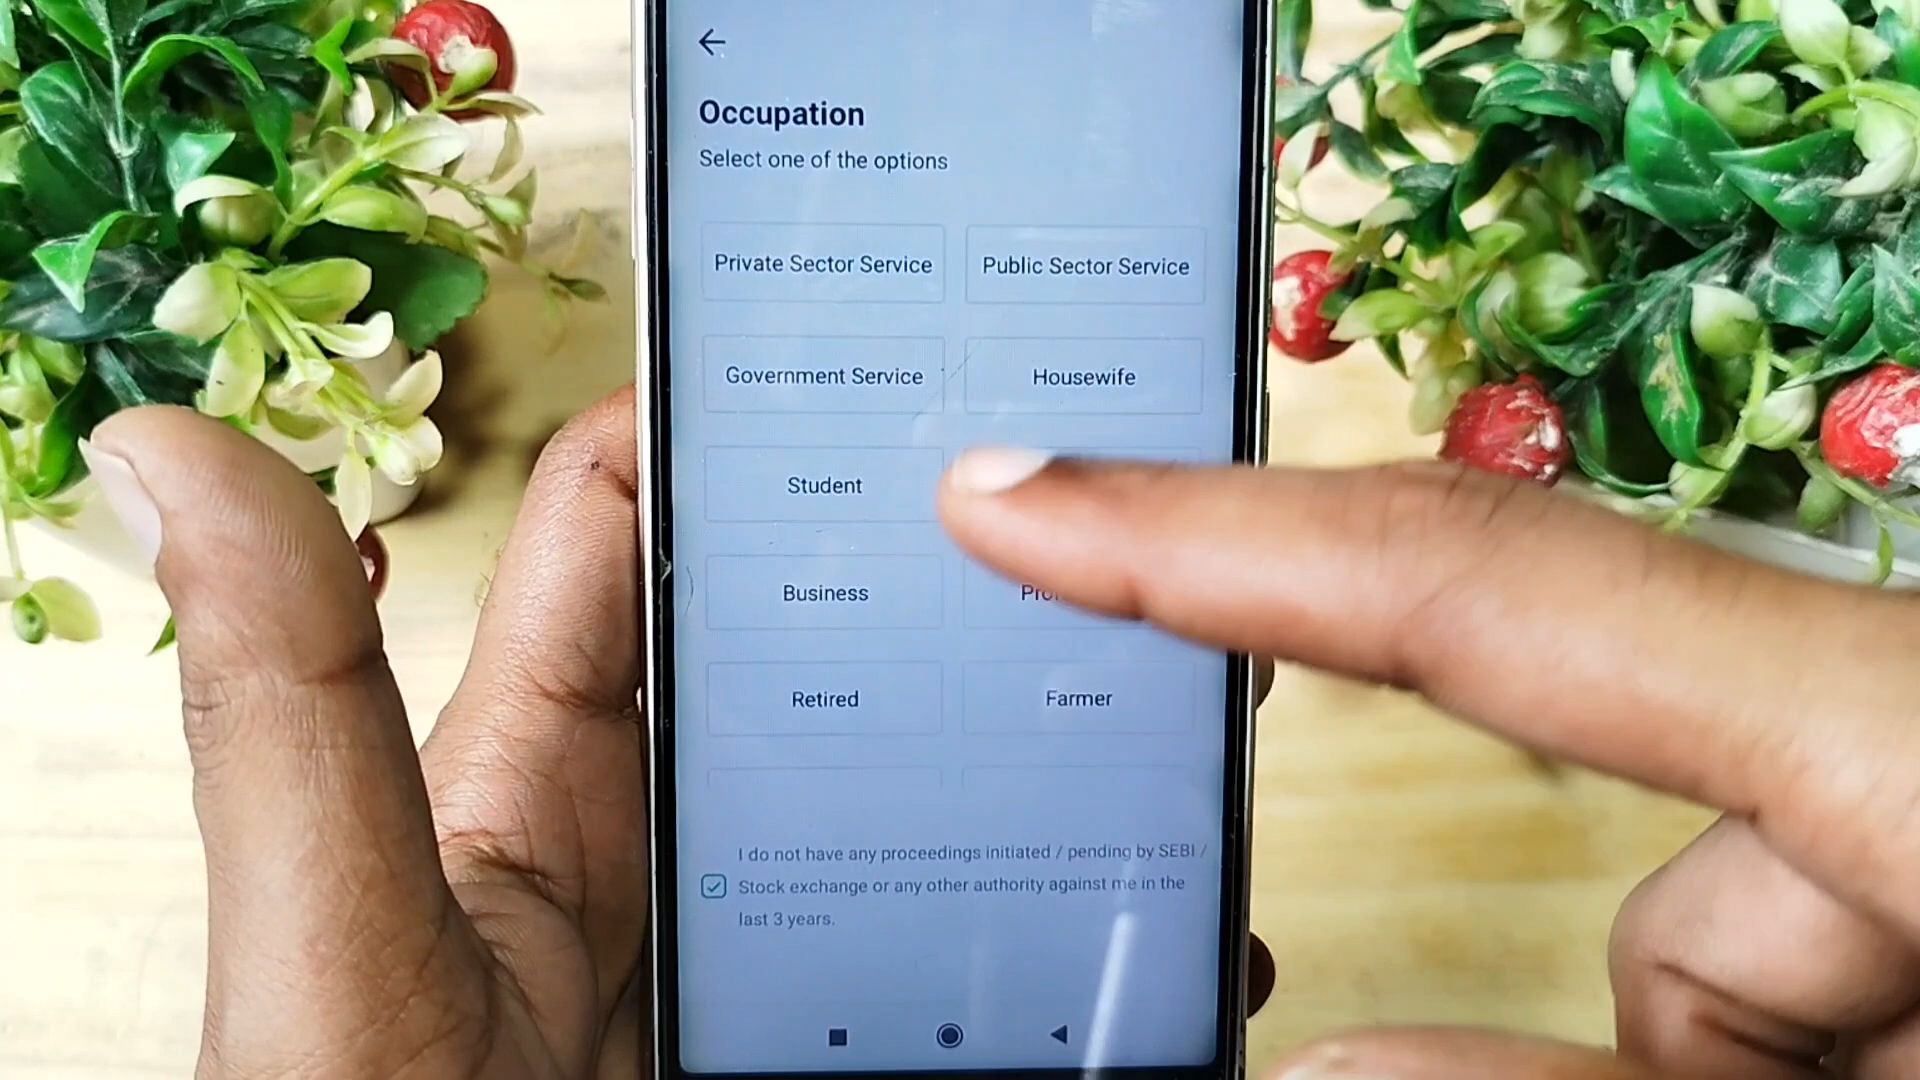 Occupation
Select one of the options
Private Sector Service
Public Sector Service
Government Service
Housewife
Student
Business
Retired
Farmer
I do not have any proceedings initiated / pending by SEBI /
Stock exchange or any other authority against me in the
last 3 years.